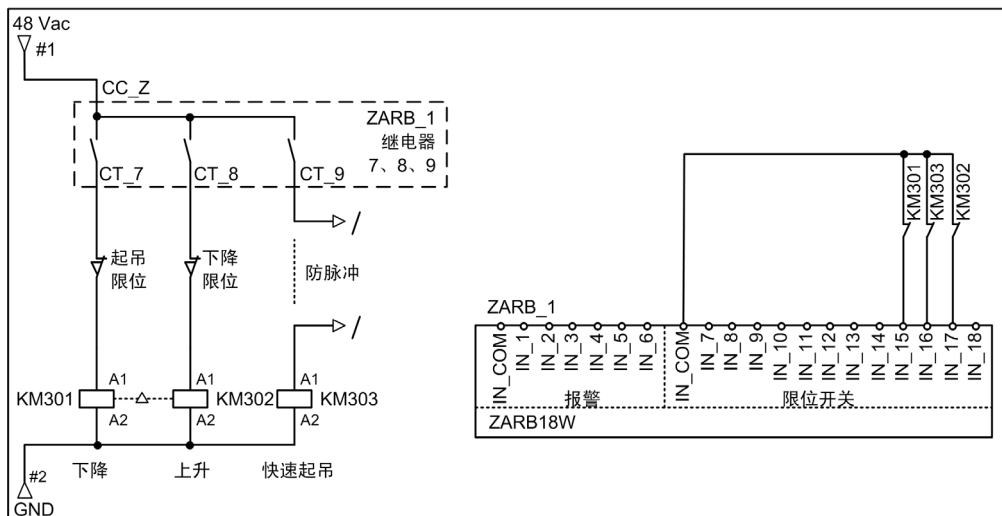 48 Vac
#1
CC_Z
ZARB_1
继电器
7、8、9
CT_7
CT_8
CT_9
起吊
限位
下降
限位
防脉冲
KM301
A1
A2
A1
A2
KM302
A1
A2
KM303
#2
下降
上升
快速起吊
GND
KM301
KM303
KM302
ZARB_1
IN_COM
IN_1
IN_2
IN_3
IN_4
IN_5
IN_6
IN_COM
IN_7
IN_8
IN_9
IN_10
IN_11
IN_12
IN_13
IN_14
IN_15
IN_16
IN_17
IN_18
报警
限位开关
ZARB18W